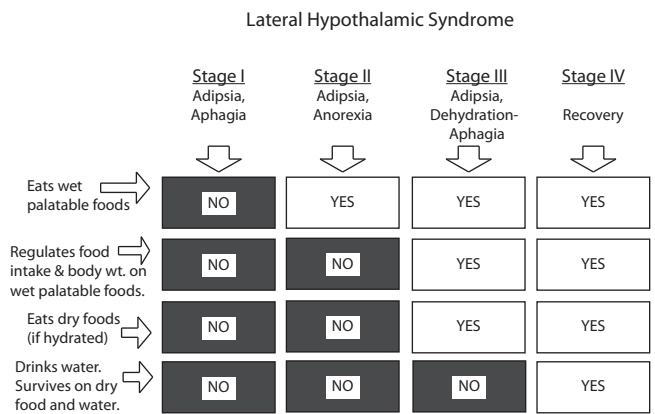 Lateral Hypothalamic Syndrome
Stage I Stage II Stage III Stage IV
Adipsia, Adipsia, Adipsia,
Aphagia Anorexia Dehydration- Recovery
Aphagia
Eats wet
palatable foods
NO YES YES YES
Regulates food
intake & body wt. on
wet palatable foods.
NO NO YES YES
Eats dry foods
(if hydrated)
NO NO YES YES
Drinks water.
Survives on dry
food and water.
NO NO NO YES